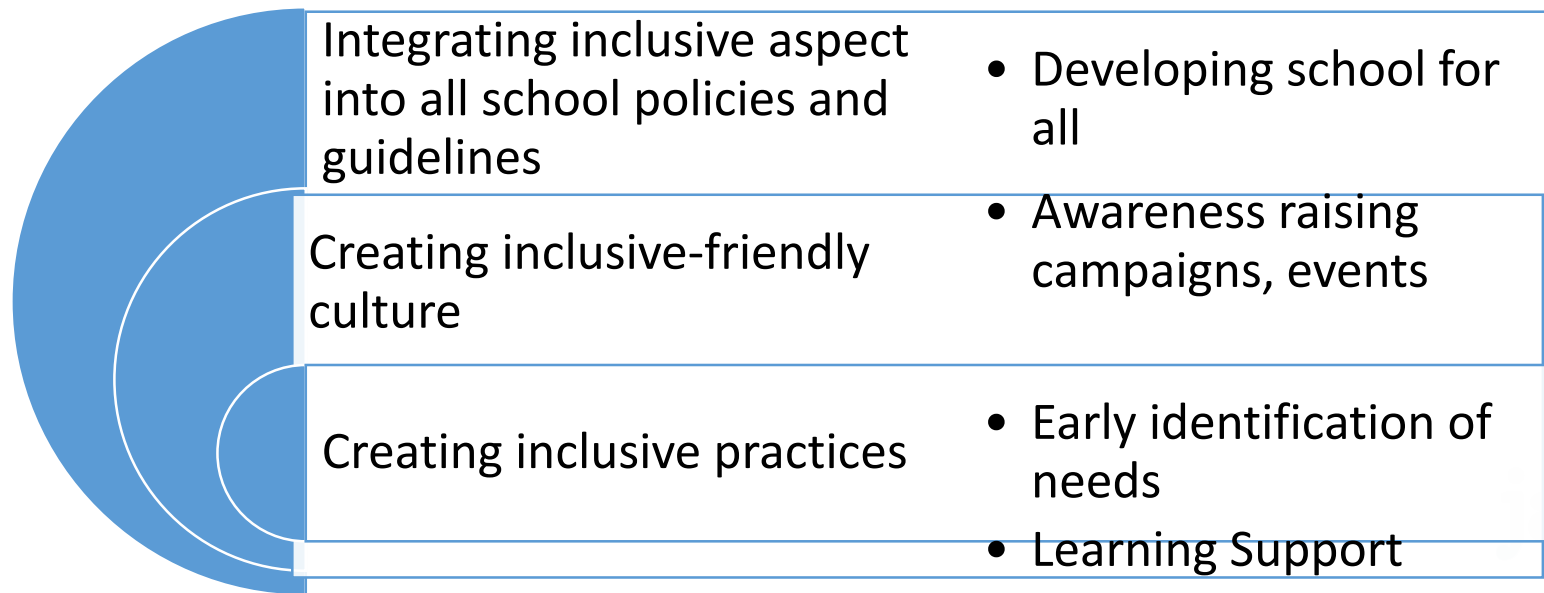 Integrating inclusive aspect
into all school policies and
guidelines
• Developing school for
all
Creating inclusive-friendly
culture
• Awareness raising
campaigns, events
Creating inclusive practices
• Early identification of
needs
• Learning Support